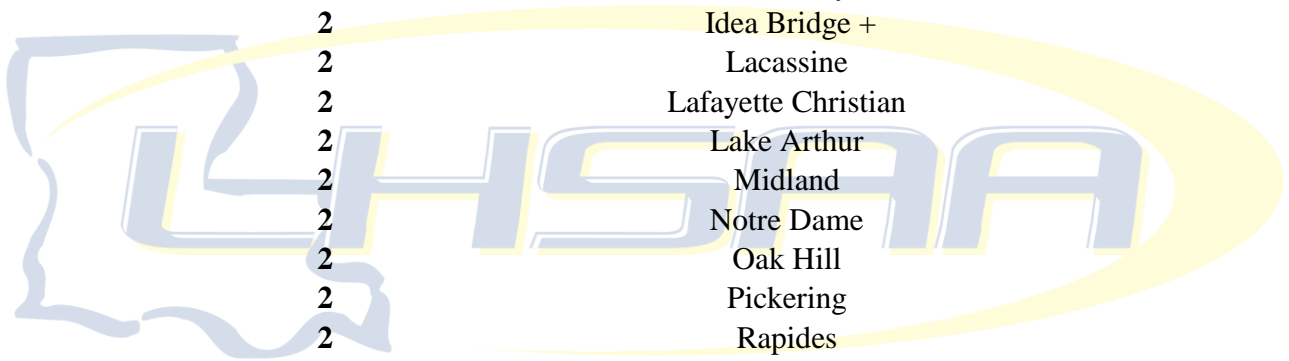 2 Idea Bridge +
2 Lacassine
2 Lafayette Christian
2 Lake Arthur
2 Midland
2 Notre Dame
2 Oak Hill
2 Pickering
2 Rapides
LHSAA